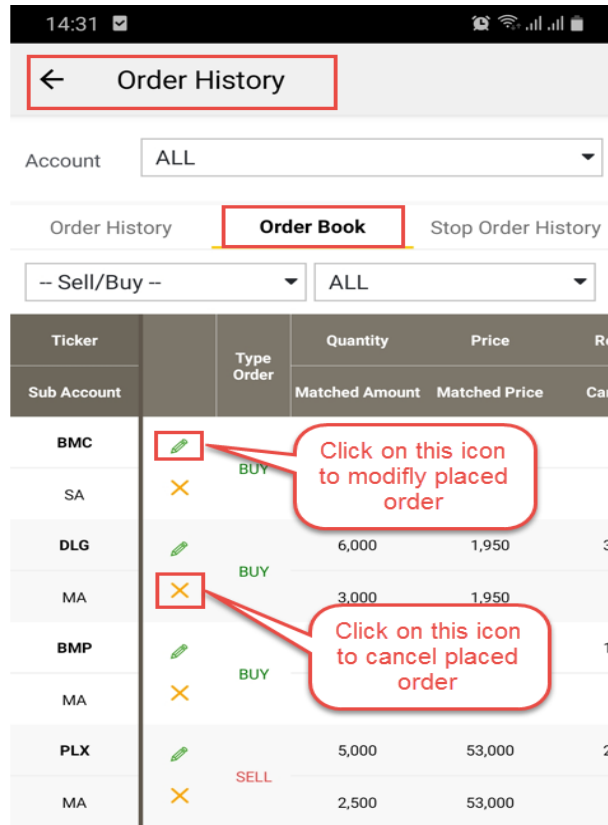 14:31
Order History
Account ALL
Order History Order Book Stop Order History
-- Sell/Buy -- ALL
Ticker Type Order Quantity Price
Sub Account Matched Amount Matched Price
BMC BUY
Click on this icon
to modifly placed
order
SA
DLG BUY 6,000 1,950
MA 3,000 1,950
Click on this icon
to cancel placed
order
BMP BUY
MA
PLX SELL 5,000 53,000
MA 2,500 53,000